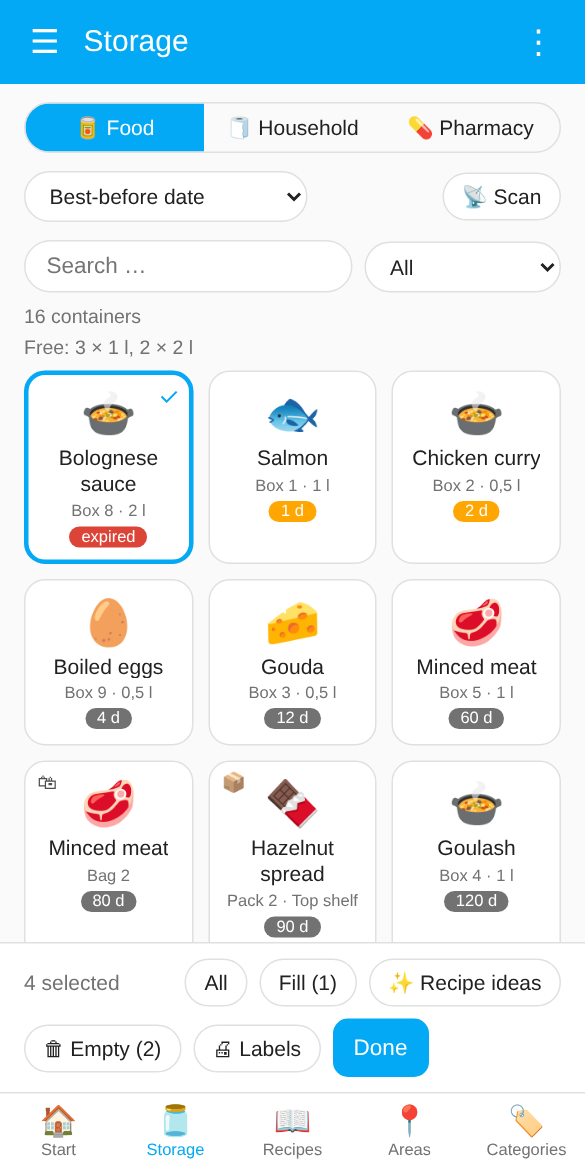 Storage
Food
Household
Pharmacy
Best-before date
Scan
Search …
All
16 containers
Free: 3 × 1 l, 2 × 2 l
Bolognese
sauce
Box 8 · 2 l
expired
Salmon
Box 1 · 1 l
1 d
Chicken curry
Box 2 · 0,5 l
2 d
Boiled eggs
Box 9 · 0,5 l
4 d
Gouda
Box 3 · 0,5 l
12 d
Minced meat
Box 5 · 1 l
60 d
Minced meat
Bag 2
80 d
Hazelnut
spread
Pack 2 · Top shelf
90 d
Goulash
Box 4 · 1 l
120 d
4 selected
All
Fill (1)
Recipe ideas
Empty (2)
Labels
Done
Start
Storage
Recipes
Areas
Categories